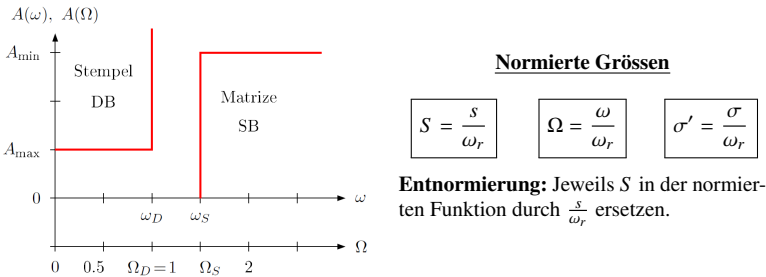 A(ω), A(Ω)
A_min
Stempel
DB
Matrize
SB
A_max
0
ω_D
ω_S
ω
Ω
0 0.5 Ω_D=1 Ω_S 2
Normierte Grössen
S = s/ω_r
Ω = ω/ω_r
σ′ = σ/ω_r
Entnormierung: Jeweils S in der normier-
ten Funktion durch s/ω_r ersetzen.